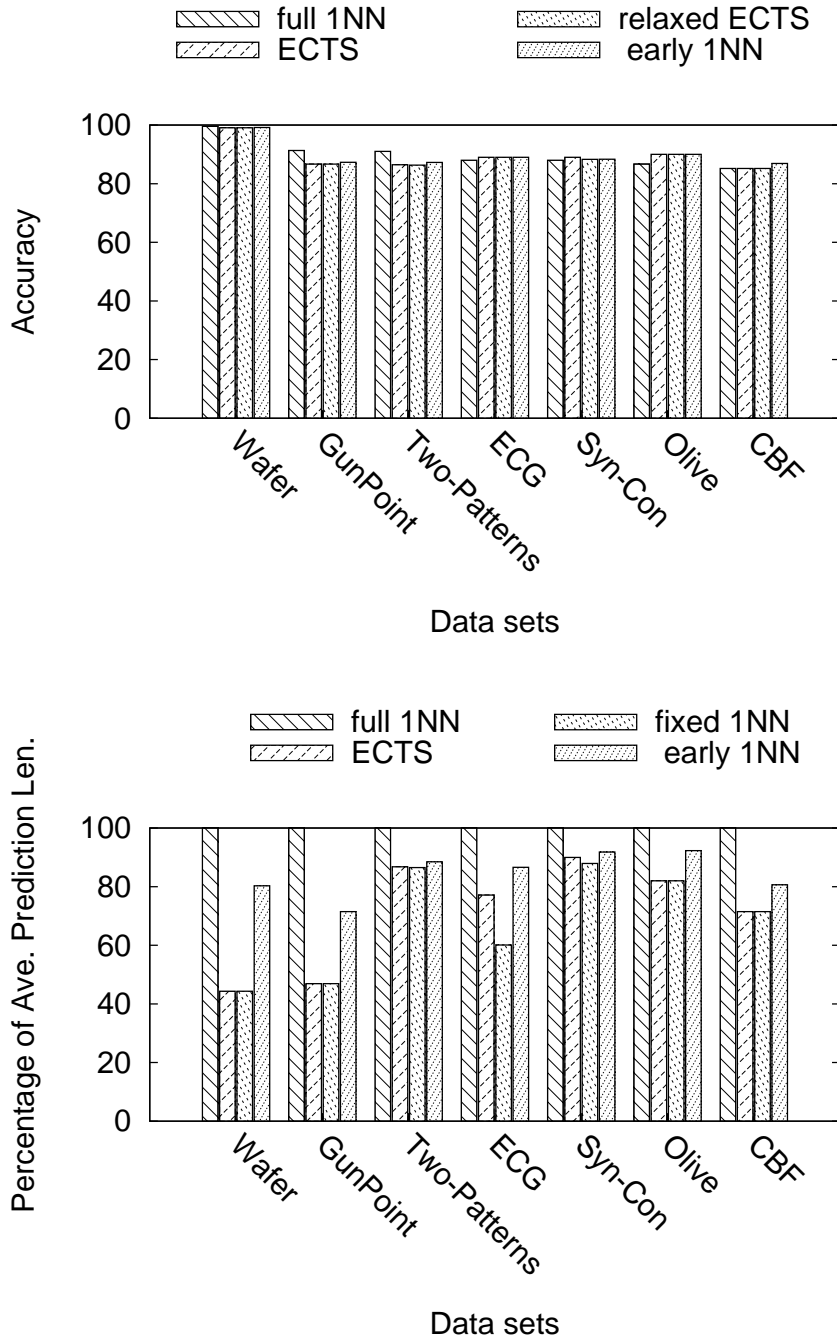 full 1NN
relaxed ECTS
ECTS
early 1NN
100
80
60
40
20
0
Accuracy
Wafer
GunPoint
Two-Patterns
ECG
Syn-Con
Olive
CBF
Data sets
full 1NN
fixed 1NN
ECTS
early 1NN
100
80
60
40
20
0
Percentage of Ave. Prediction Len.
Wafer
GunPoint
Two-Patterns
ECG
Syn-Con
Olive
CBF
Data sets